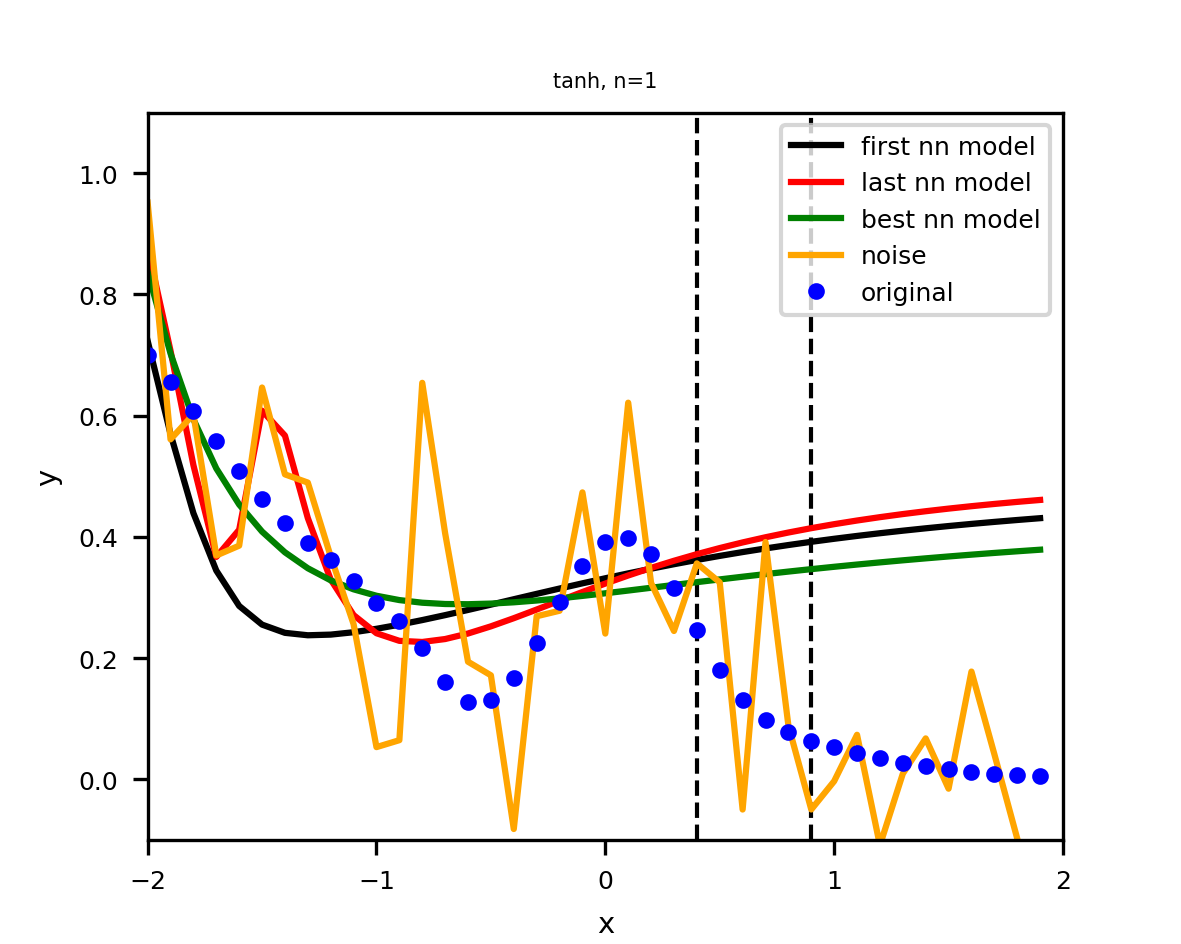 tanh, n=1
first nn model
last nn model
best nn model
noise
original
1.0
0.8
0.6
0.4
0.2
0.0
y
−2
−1
0
1
2
x